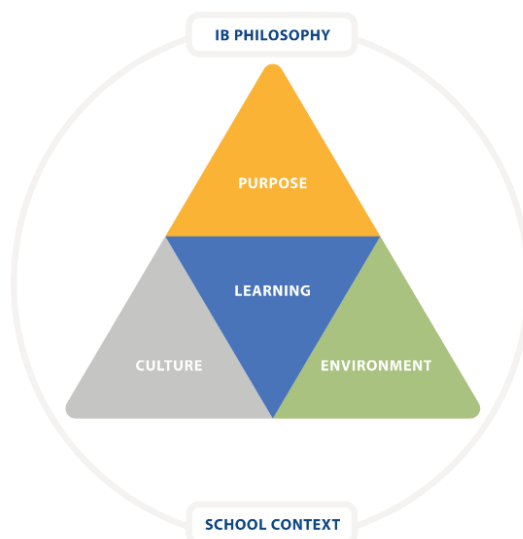 IB PHILOSOPHY
PURPOSE
LEARNING
CULTURE
ENVIRONMENT
SCHOOL CONTEXT